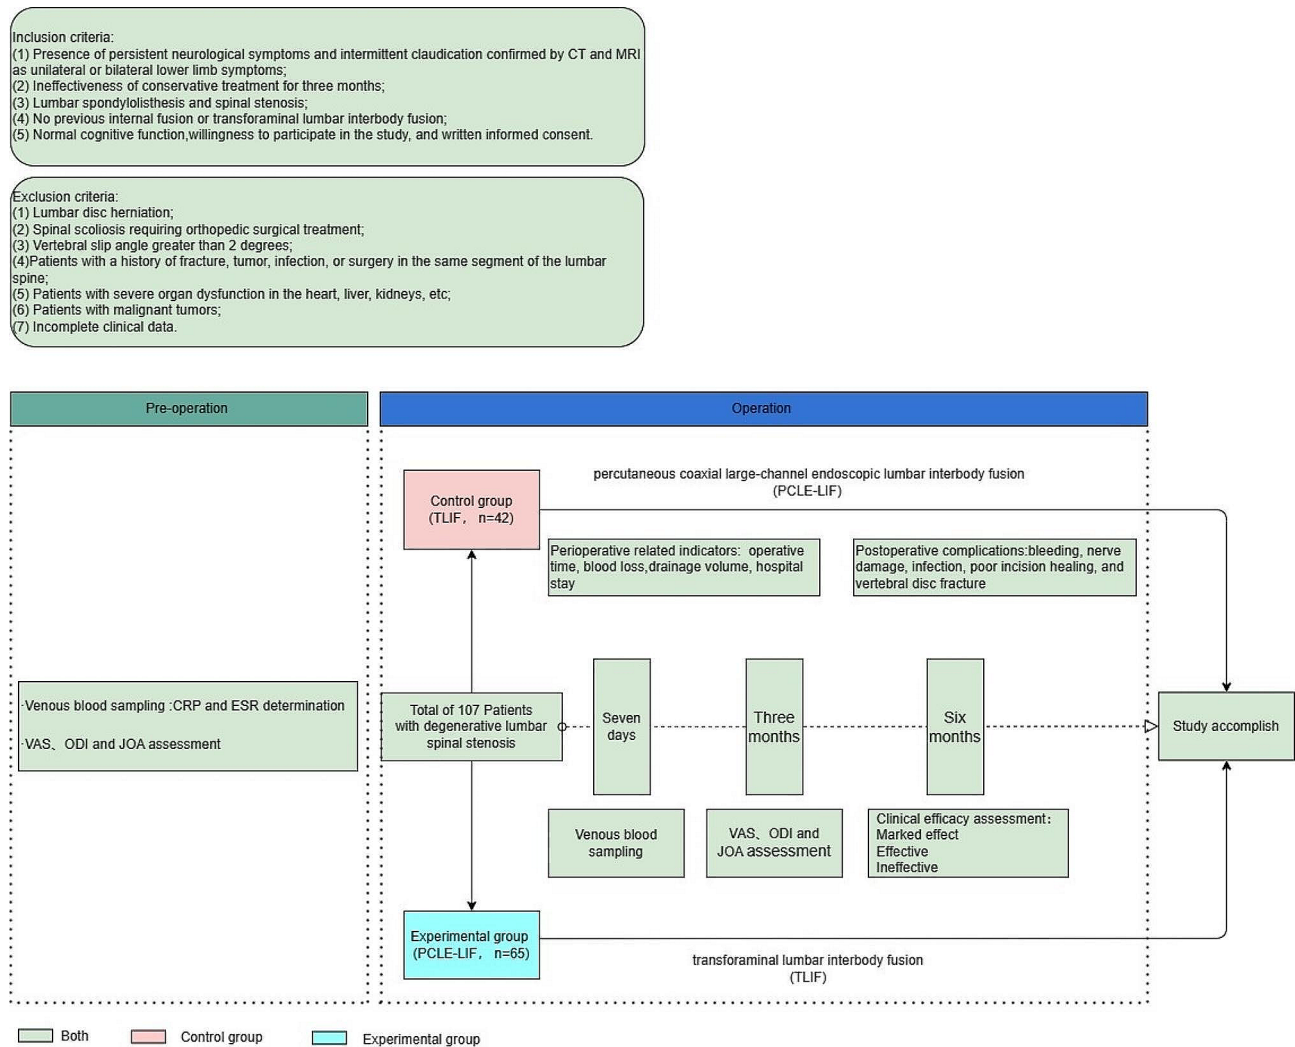 Inclusion criteria:
(1) Presence of persistent neurological symptoms and intermittent claudication confirmed by CT and MRI
as unilateral or bilateral lower limb symptoms;
(2) Ineffectiveness of conservative treatment for three months;
(3) Lumbar spondylolisthesis and spinal stenosis;
(4) No previous internal fusion or transforaminal lumbar interbody fusion;
(5) Normal cognitive function,willingness to participate in the study, and written informed consent.
Exclusion criteria:
(1) Lumbar disc herniation;
(2) Spinal scoliosis requiring orthopedic surgical treatment;
(3) Vertebral slip angle greater than 2 degrees;
(4)Patients with a history of fracture, tumor, infection, or surgery in the same segment of the lumbar
spine;
(5) Patients with severe organ dysfunction in the heart, liver, kidneys, etc;
(6) Patients with malignant tumors;
(7) Incomplete clinical data.
Pre-operation
Operation
percutaneous coaxial large-channel endoscopic lumbar interbody fusion
(PCLE-LIF)
Control group
(TLIF， n=42)
Perioperative related indicators: operative
time, blood loss,drainage volume, hospital
stay
Postoperative complications:bleeding, nerve
damage, infection, poor incision healing, and
vertebral disc fracture
·Venous blood sampling :CRP and ESR determination
·VAS、ODI and JOA assessment
Total of 107 Patients
with degenerative lumbar
spinal stenosis
Seven
days
Three
months
Six
months
Study accomplish
Venous blood
sampling
VAS、ODI and
JOA assessment
Clinical efficacy assessment：
Marked effect
Effective
Ineffective
Experimental group
(PCLE-LIF， n=65)
transforaminal lumbar interbody fusion
(TLIF)
Both
Control group
Experimental group